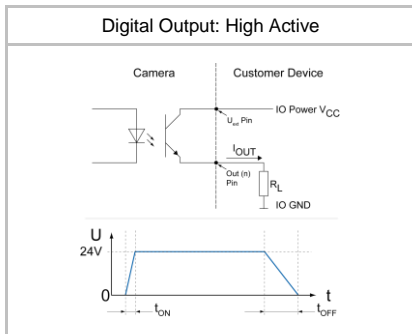 Digital Output: High Active
Camera
Customer Device
IO Power VCC
Uext Pin
IOUT
Out (n)
Pin
RL
IO GND
U
24V
0
t
tON
tOFF